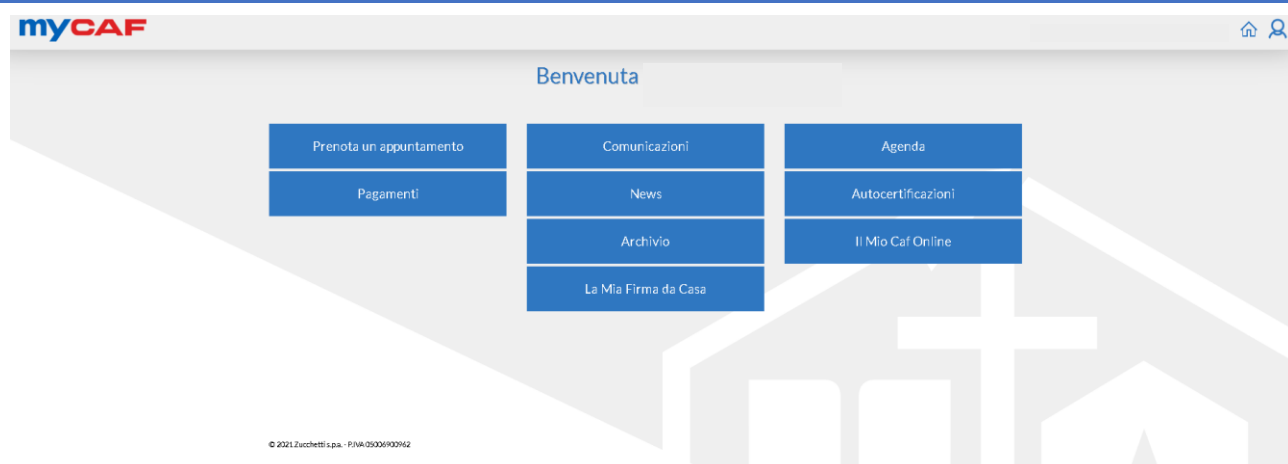 myCAF
Benvenuta
Prenota un appuntamento
Comunicazioni
Agenda
Pagamenti
News
Autocertificazioni
Archivio
Il Mio Caf Online
La Mia Firma da Casa
© 2021 Zucchetti s.p.a. - P.IVA 05006900962